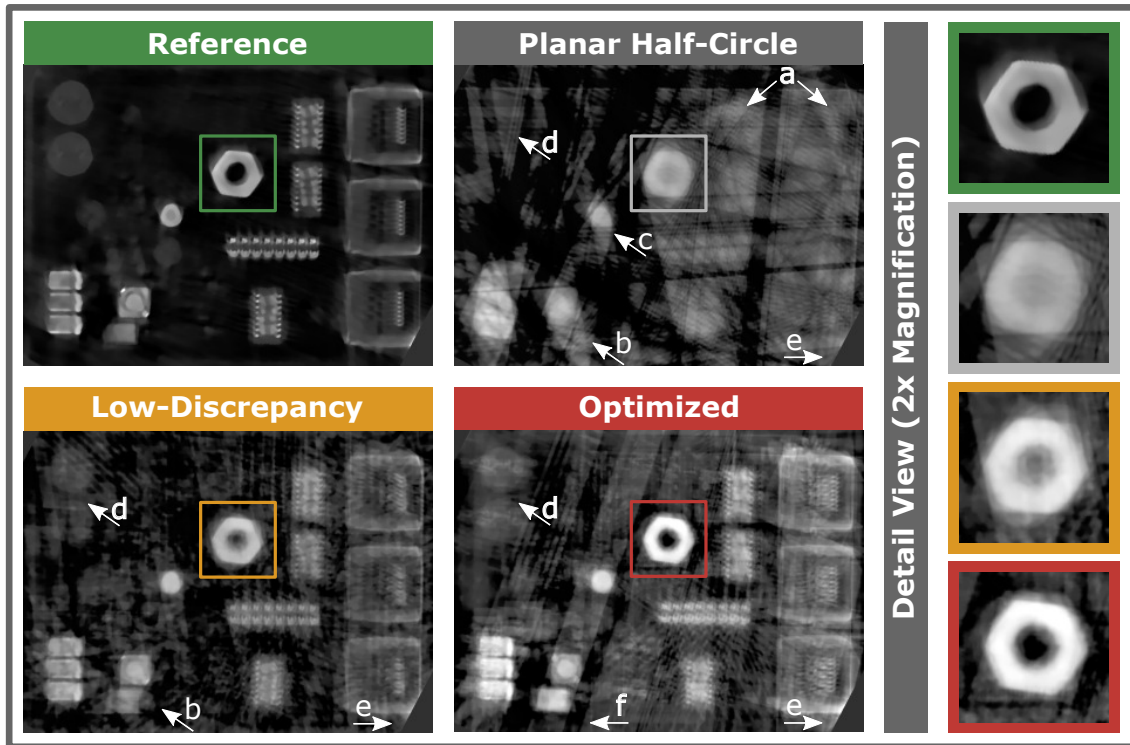 Reference
Planar Half-Circle
a
d
c
b
e
Low-Discrepancy
Optimized
d
b
e
d
f
e
Detail View (2x Magnification)